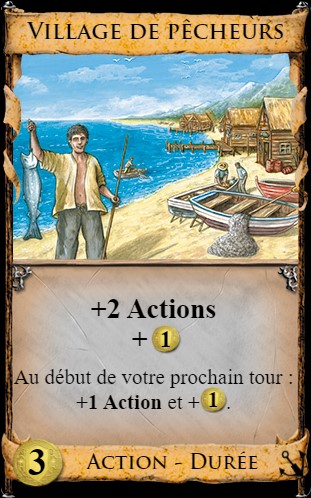 VILLAGE DE PÊCHEURS
+2 Actions
+ 1
Au début de votre prochain tour :
+1 Action et + 1.
3 ACTION - DURÉE